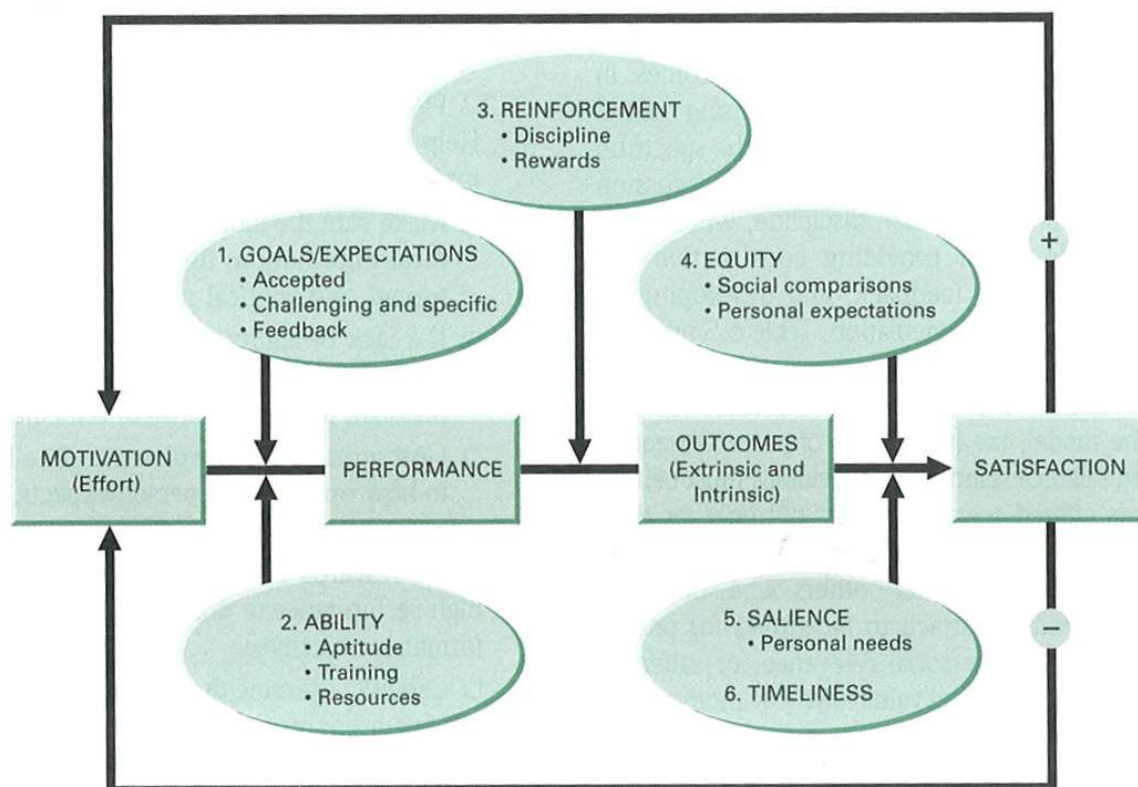 3. REINFORCEMENT
• Discipline
• Rewards
1. GOALS/EXPECTATIONS
• Accepted
• Challenging and specific
• Feedback
4. EQUITY
• Social comparisons
• Personal expectations
+
MOTIVATION
(Effort)
PERFORMANCE
OUTCOMES
(Extrinsic and
Intrinsic)
SATISFACTION
2. ABILITY
• Aptitude
• Training
• Resources
5. SALIENCE
• Personal needs
6. TIMELINESS
−